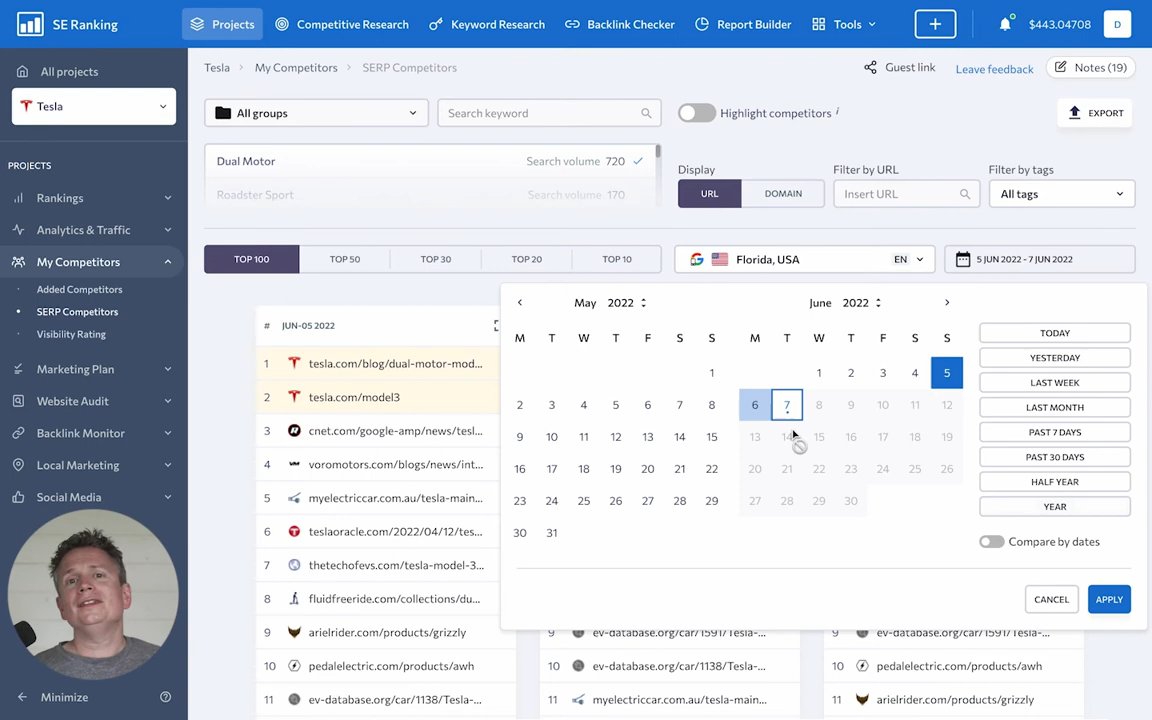 SE Ranking
Projects
Competitive Research
Keyword Research
Backlink Checker
Report Builder
Tools
+
$443.04708
D
All projects
Tesla
PROJECTS
Rankings
Analytics & Traffic
My Competitors
Added Competitors
SERP Competitors
Visibility Rating
Marketing Plan
Website Audit
Backlink Monitor
Local Marketing
Social Media
Minimize
Tesla > My Competitors > SERP Competitors
Guest link
Leave feedback
Notes (19)
All groups
Search keyword
Highlight competitors i
EXPORT
Dual Motor Search volume 720
Roadster Sport Search volume 170
Display
URL DOMAIN
Filter by URL
Insert URL
Filter by tags
All tags
TOP 100 TOP 50 TOP 30 TOP 20 TOP 10
Florida, USA EN
5 JUN 2022 - 7 JUN 2022
# JUN-05 2022
1 tesla.com/blog/dual-motor-mod...
2 tesla.com/model3
3 cnet.com/google-amp/news/tesl...
4 voromotors.com/blogs/news/int...
5 myelectriccar.com.au/tesla-main...
6 teslaoracle.com/2022/04/12/tes...
7 thetechofevs.com/tesla-model-3...
8 fluidfreeride.com/collections/du...
9 arielrider.com/products/grizzly
10 pedalelectric.com/products/awh
11 ev-database.org/car/1138/Tesla-...
May 2022
M T W T F S S
1
2 3 4 5 6 7 8
9 10 11 12 13 14 15
16 17 18 19 20 21 22
23 24 25 26 27 28 29
30 31
June 2022
M T W T F S S
1 2 3 4 5
6 7 8 9 10 11 12
13 14 15 16 17 18 19
20 21 22 23 24 25 26
27 28 29 30
TODAY
YESTERDAY
LAST WEEK
LAST MONTH
PAST 7 DAYS
PAST 30 DAYS
HALF YEAR
YEAR
Compare by dates
CANCEL
APPLY
9 ev-database.org/car/1591/Tesla-...
10 ev-database.org/car/1138/Tesla-...
11 myelectriccar.com.au/tesla-main...
9 ev-database.org/car/1591/Tesla-...
10 pedalelectric.com/products/awh
11 arielrider.com/products/grizzly